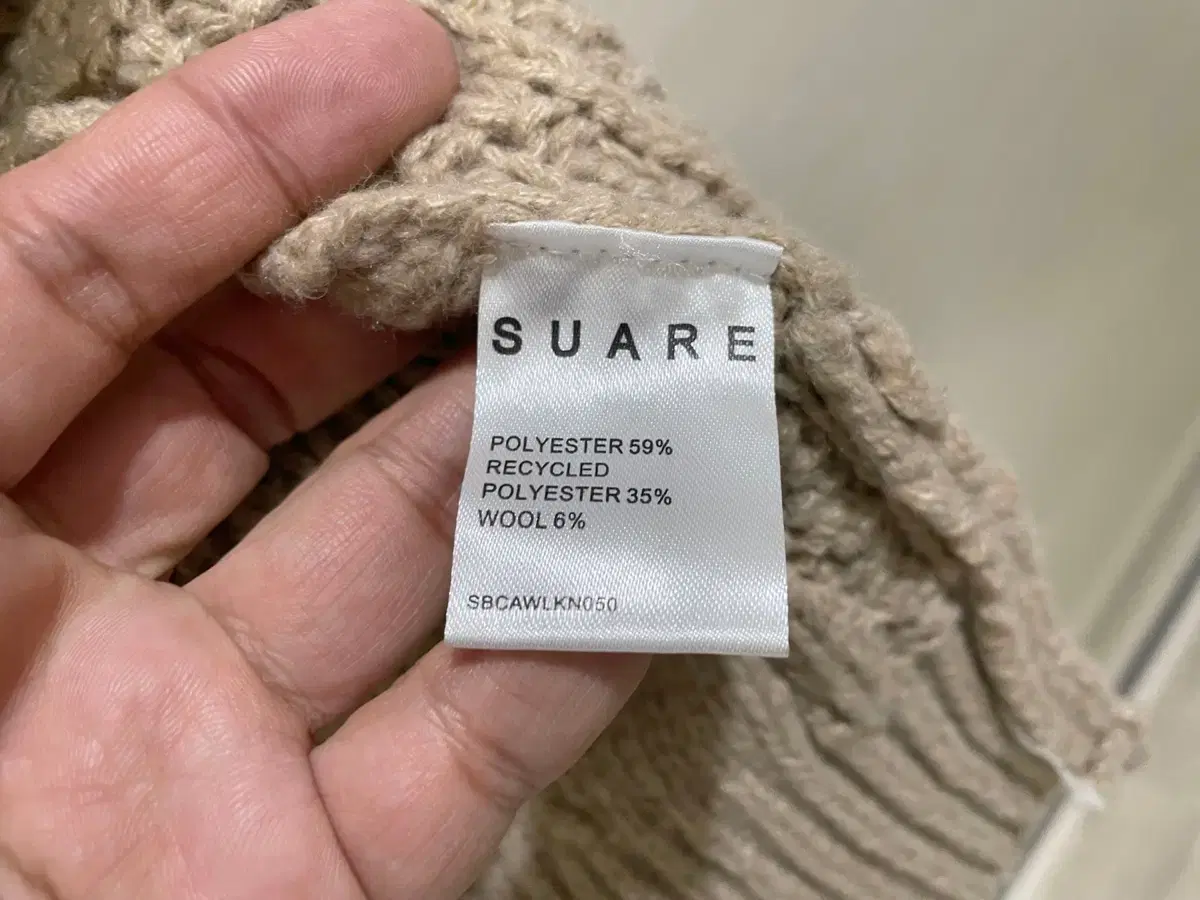 SUARE
POLYESTER 59%
RECYCLED
POLYESTER 35%
WOOL 6%
SBCAWLKN050